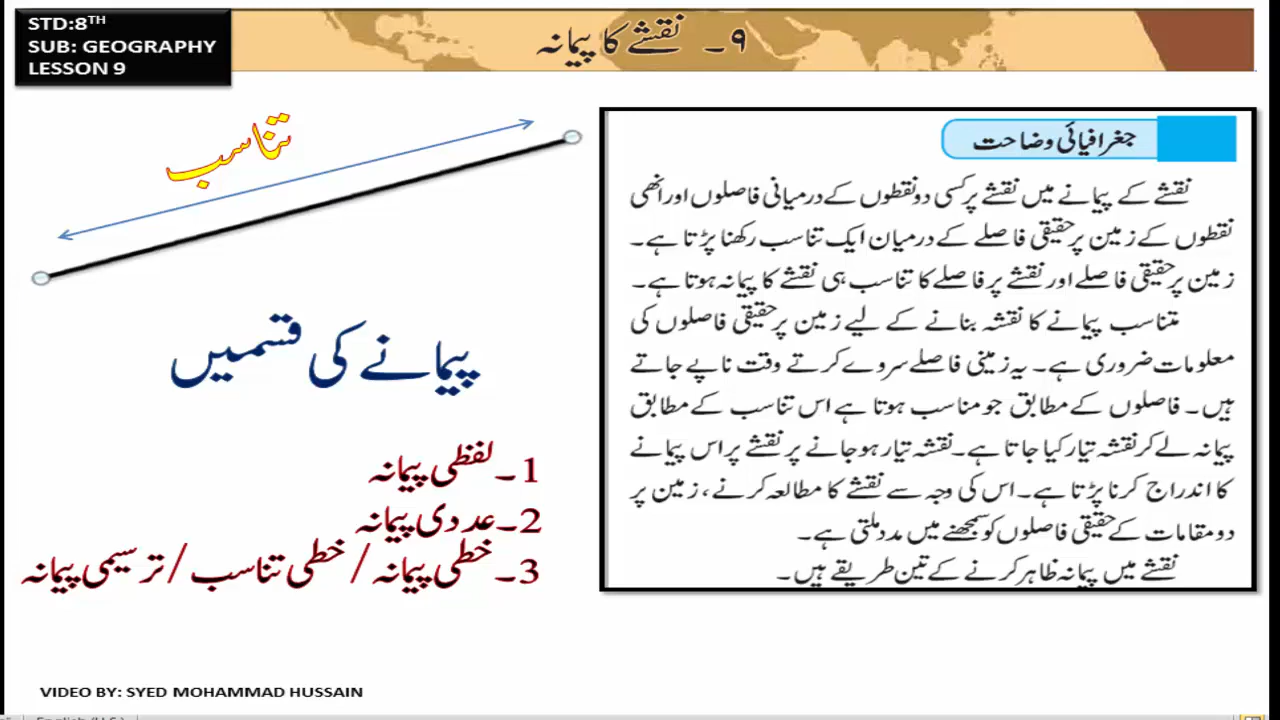 STD:8TH
SUB: GEOGRAPHY
LESSON 9
۹۔ نقشے کا پیمانہ
تناسب
پیمانے کی قسمیں
1۔ لفظی پیمانہ
2۔ عددی پیمانہ
3۔ خطی پیمانہ / خطی تناسب / ترسیمی پیمانہ
جغرافیائی وضاحت
نقشے کے پیمانے میں نقشے پر کسی دو نقطوں کے درمیانی فاصلوں اور انھی
نقطوں کے زمین پر حقیقی فاصلے کے درمیان ایک تناسب رکھنا پڑتا ہے۔
زمین پر حقیقی فاصلے اور نقشے پر فاصلے کا تناسب ہی نقشے کا پیمانہ ہوتا ہے۔
متناسب پیمانے کا نقشہ بنانے کے لیے زمین پر حقیقی فاصلوں کی
معلومات ضروری ہے۔ یہ زمینی فاصلے سروے کرتے وقت ناپے جاتے
ہیں۔ فاصلوں کے مطابق جو مناسب ہوتا ہے اس تناسب کے مطابق
پیمانہ لے کر نقشہ تیار کیا جاتا ہے۔ نقشہ تیار ہو جانے پر نقشے پر اس پیمانے
کا اندراج کرنا پڑتا ہے۔ اس کی وجہ سے نقشے کا مطالعہ کرنے، زمین پر
دو مقامات کے حقیقی فاصلوں کو سمجھنے میں مدد ملتی ہے۔
نقشے میں پیمانہ ظاہر کرنے کے تین طریقے ہیں۔
VIDEO BY: SYED MOHAMMAD HUSSAIN